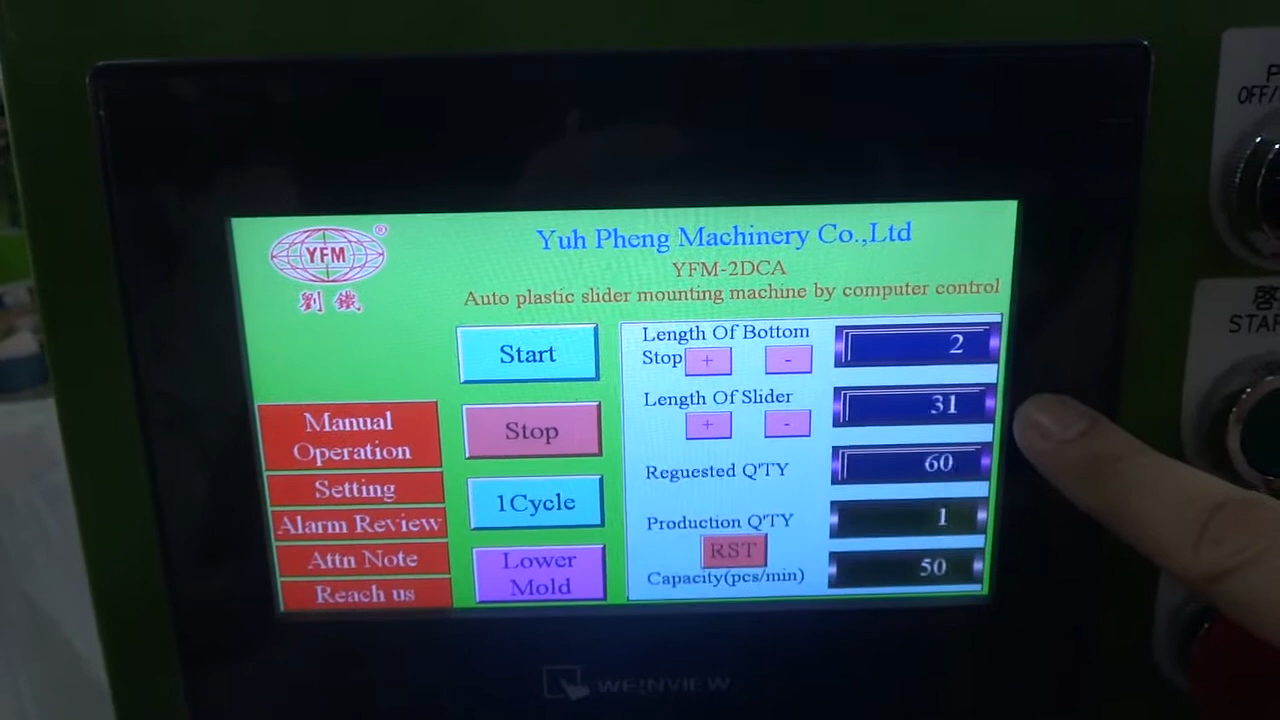 YFM
®
劉鐵
Yuh Pheng Machinery Co.,Ltd
YFM-2DCA
Auto plastic slider mounting machine by computer control
Manual
Operation
Setting
Alarm Review
Attn Note
Reach us
Start
Stop
1Cycle
Lower
Mold
Length Of Bottom
Stop + - 2
Length Of Slider
+ - 31
Reguested Q'TY 60
Production Q'TY 1
RST
Capacity(pcs/min) 50
OFF/
啓
STAR
WEINVIEW